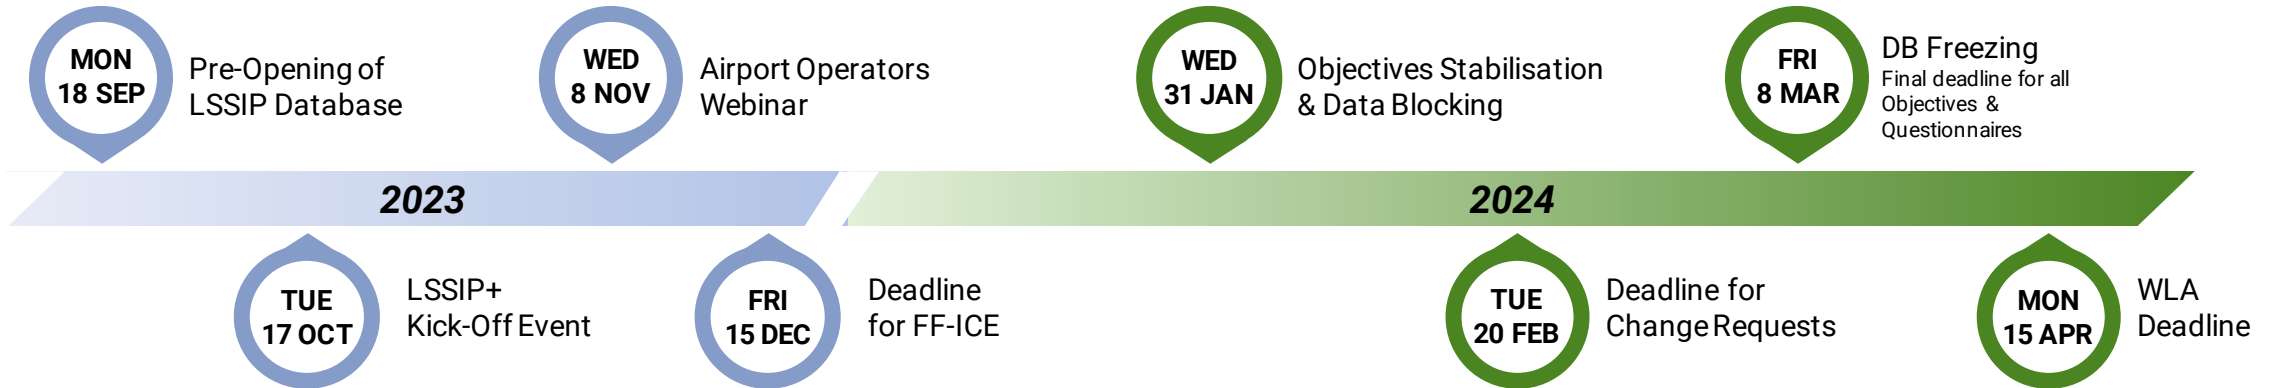 MON
18 SEP
Pre-Opening of
LSSIP Database
WED
8 NOV
Airport Operators
Webinar
WED
31 JAN
Objectives Stabilisation
& Data Blocking
FRI
8 MAR
DB Freezing
Final deadline for all
Objectives &
Questionnaires
2023
2024
TUE
17 OCT
LSSIP+
Kick-Off Event
FRI
15 DEC
Deadline
for FF-ICE
TUE
20 FEB
Deadline for
Change Requests
MON
15 APR
WLA
Deadline